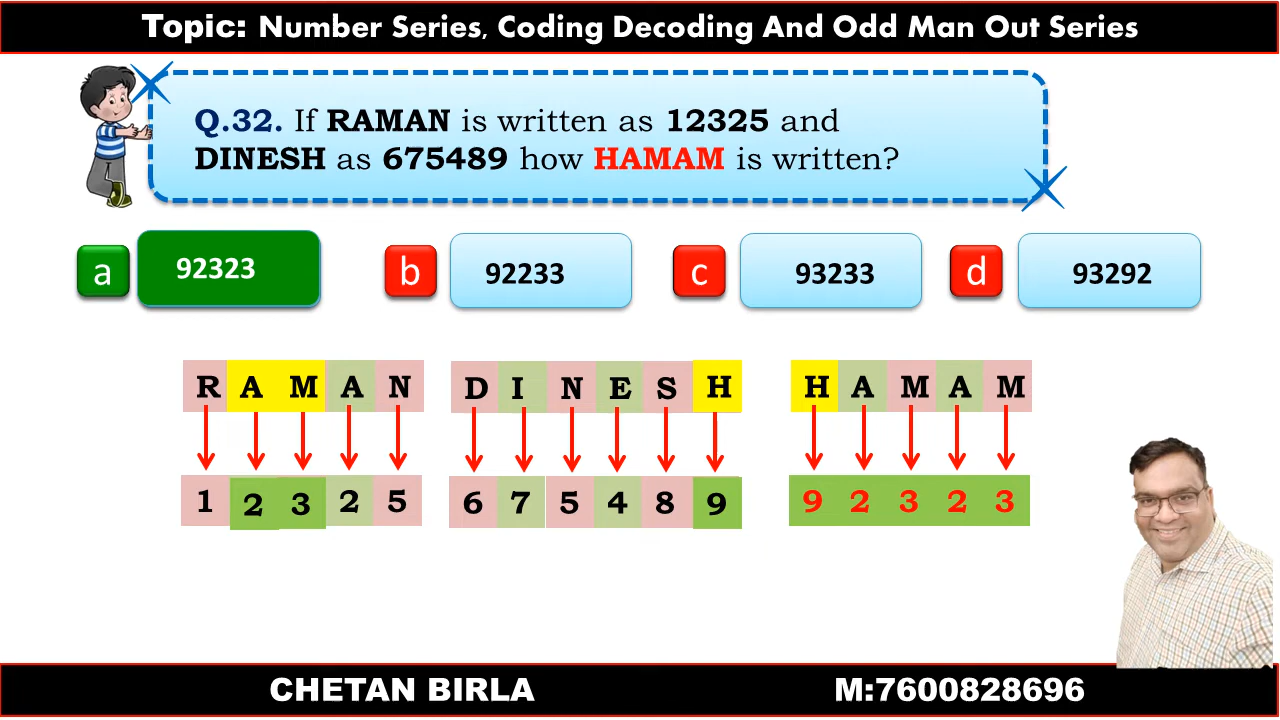 Topic: Number Series, Coding Decoding And Odd Man Out Series
Q.32. If RAMAN is written as 12325 and
DINESH as 675489 how HAMAM is written?
a 92323 b 92233 c 93233 d 93292
R A M A N D I N E S H H A M A M
1 2 3 2 5 6 7 5 4 8 9 9 2 3 2 3
CHETAN BIRLA M:7600828696